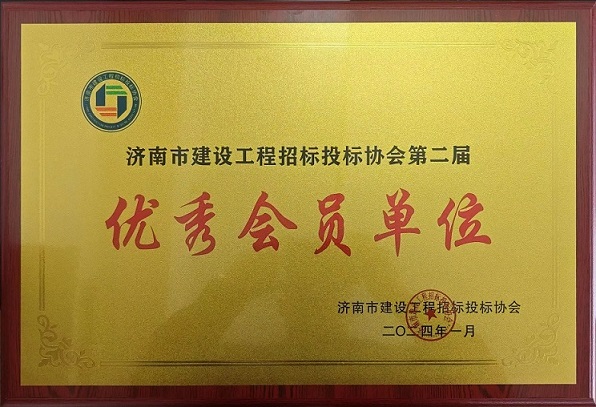 济南市建设工程招标投标协会第二届
优秀会员单位
济南市建设工程招标投标协会
二〇二四年一月